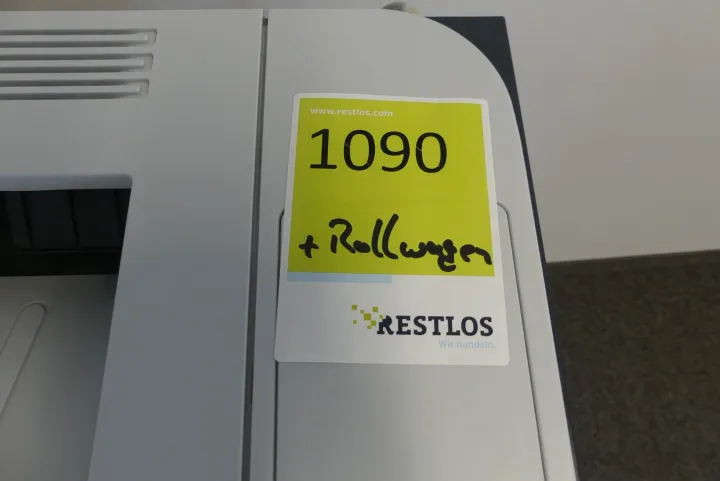 www.restlos.com
1090
+ Rollwagen
RESTLOS
Wir handeln.